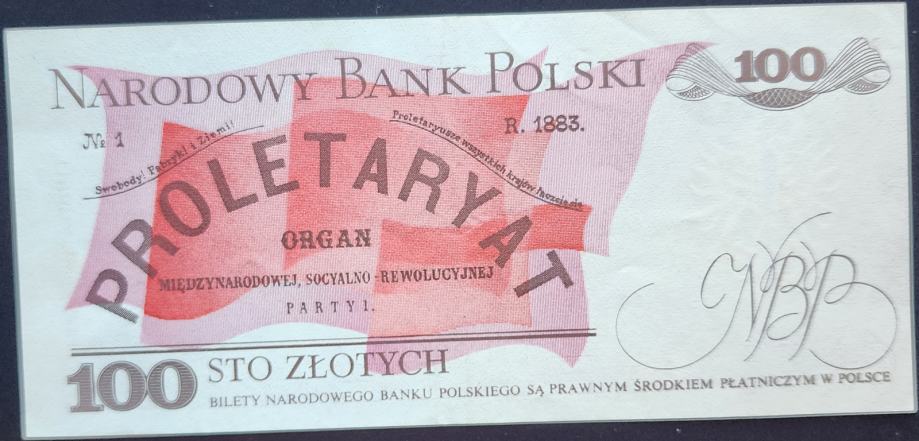 NARODOWY BANK POLSKI
100
№ 1
R. 1883.
Swobody! Fabryki i Ziemi!
Proletaryusze wszystkich krajów łączcie się
PROLETARYAT
ORGAN
MIĘDZYNARODOWEJ, SOCYALNO-REWOLUCYJNEJ
PARTYI.
NBP
100 STO ZŁOTYCH
BILETY NARODOWEGO BANKU POLSKIEGO SĄ PRAWNYM ŚRODKIEM PŁATNICZYM W POLSCE